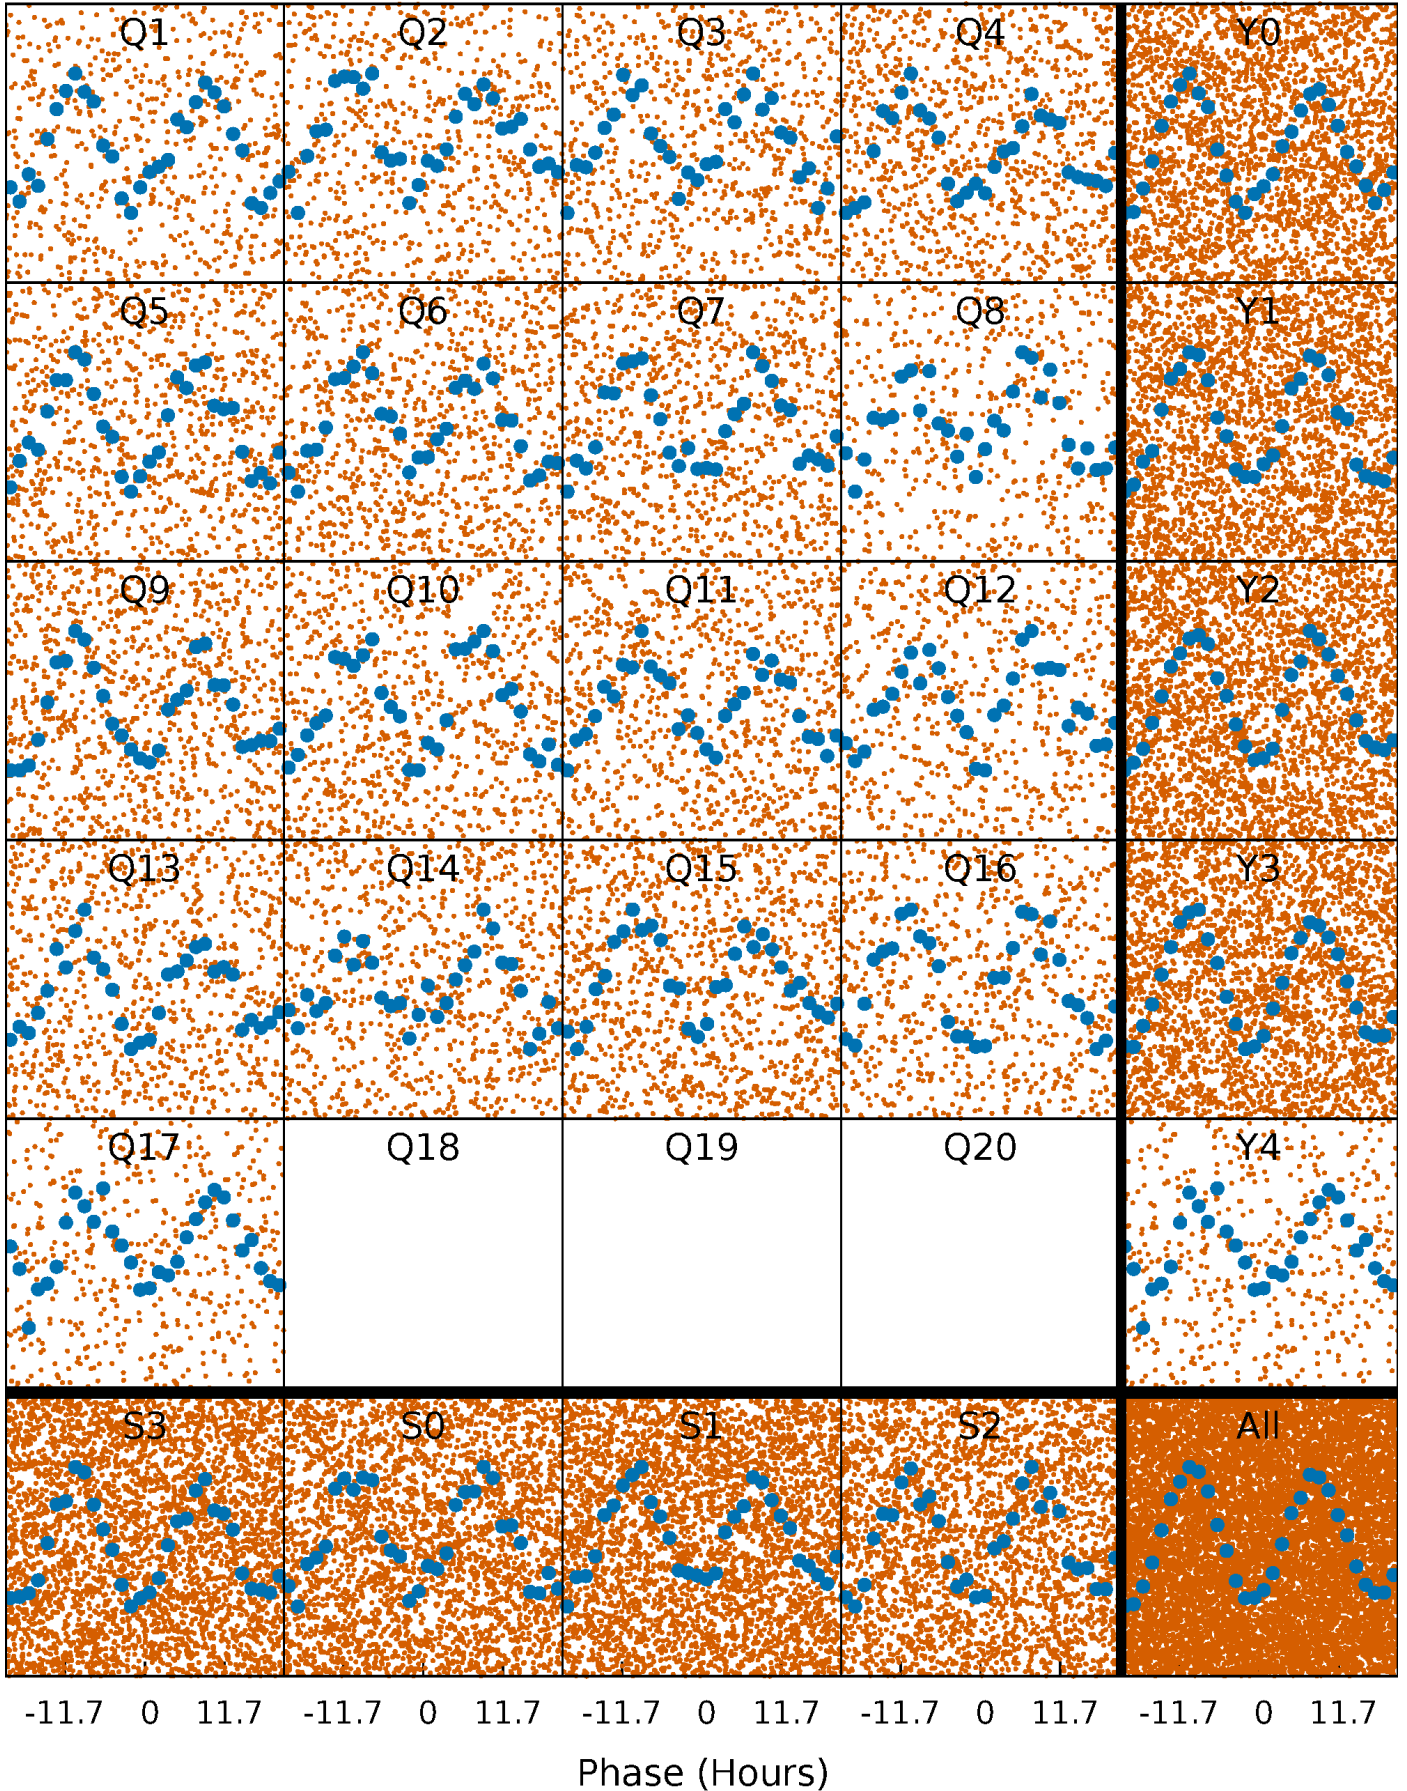 Q1 Q2 Q3 Q4 Y0
Q5 Q6 Q7 Q8 Y1
Q9 Q10 Q11 Q12 Y2
Q13 Q14 Q15 Q16 Y3
Q17 Q18 Q19 Q20 Y4
S3 S0 S1 S2 All
-11.7 0 11.7 -11.7 0 11.7 -11.7 0 11.7 -11.7 0 11.7 -11.7 0 11.7
Phase (Hours)